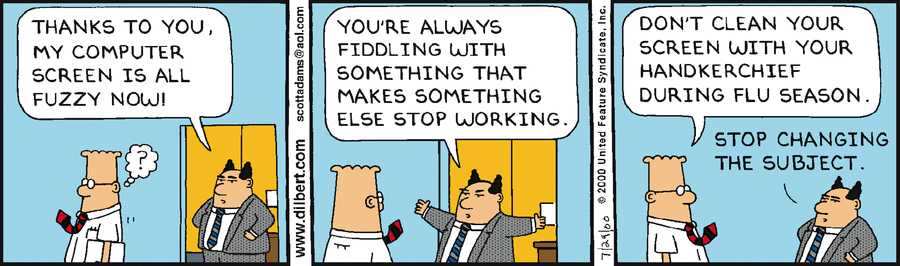 THANKS TO YOU,
MY COMPUTER
SCREEN IS ALL
FUZZY NOW!
?
www.dilbert.com
scottadams@aol.com
YOU'RE ALWAYS
FIDDLING WITH
SOMETHING THAT
MAKES SOMETHING
ELSE STOP WORKING.
7/29/00
© 2000 United Feature Syndicate, Inc.
DON'T CLEAN YOUR
SCREEN WITH YOUR
HANDKERCHIEF
DURING FLU SEASON.
STOP CHANGING
THE SUBJECT.